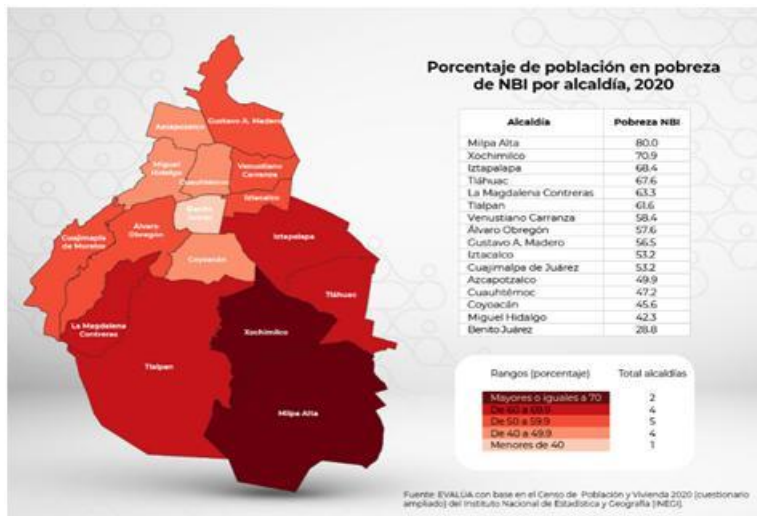 Porcentaje de población en pobreza
de NBI por alcaldía, 2020
Alcaldía Pobreza NBI
Milpa Alta 80.0
Xochimilco 70.9
Iztapalapa 68.4
Tláhuac 67.6
La Magdalena Contreras 63.3
Tlalpan 61.6
Venustiano Carranza 58.4
Álvaro Obregón 57.6
Gustavo A. Madero 56.5
Iztacalco 53.2
Cuajimalpa de Juárez 53.2
Azcapotzalco 49.9
Cuauhtémoc 47.2
Coyoacán 45.6
Miguel Hidalgo 42.3
Benito Juárez 28.8
Gustavo A. Madero
Azcapotzalco
Miguel
Hidalgo
Cuauhtémoc
Venustiano
Carranza
Iztacalco
Benito
Juárez
Cuajimapla
de Morelos
Álvaro
Obregón
Iztapalapa
Coyoacán
Tláhuac
La Magdalena
Contreras
Xochimilco
Tlalpan
Milpa Alta
Rangos (porcentaje) Total alcaldías
Mayores o iguales a 70 2
De 60 a 69.9 4
De 50 a 59.9 5
De 40 a 49.9 4
Menores de 40 1
Fuente: EVALÚA con base en el Censo de Población y Vivienda 2020 (cuestionario
ampliado) del Instituto Nacional de Estadística y Geografía (INEGI).